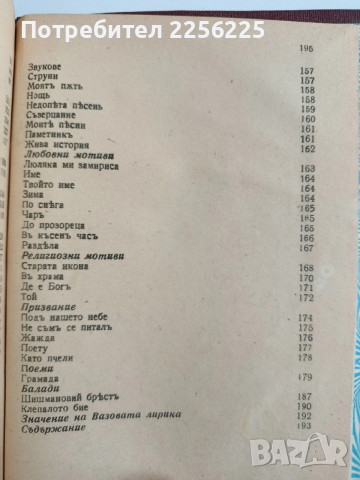 Потребител 2256225
195
Звукове 157
Струни 157
Моятъ пѫть 158
Нощь 158
Недопѣта пѣсень 159
Съзерцание 160
Моитѣ пѣсни 161
Паметникъ 161
Жива история 162
Любовни мотиви
Люляка ми замириса 163
Име 164
Твойто име 164
Зима 164
По снѣга 165
Чаръ 165
До прозореца 165
Въ късенъ часъ 166
Раздѣла 167
Религиозни мотиви
Старата икона 168
Въ храма 170
Де е Богъ 171
Той 172
Призвание
Подъ нашето небе 174
Не съмъ се питалъ 175
Жажда 176
Поету 177
Като пчели 178
Поеми
Грамада 179
Балади
Шишмановий брѣстъ 187
Клепалото бие 190
Значение на Вазовата лирика 192
Съдържание 193
bazar